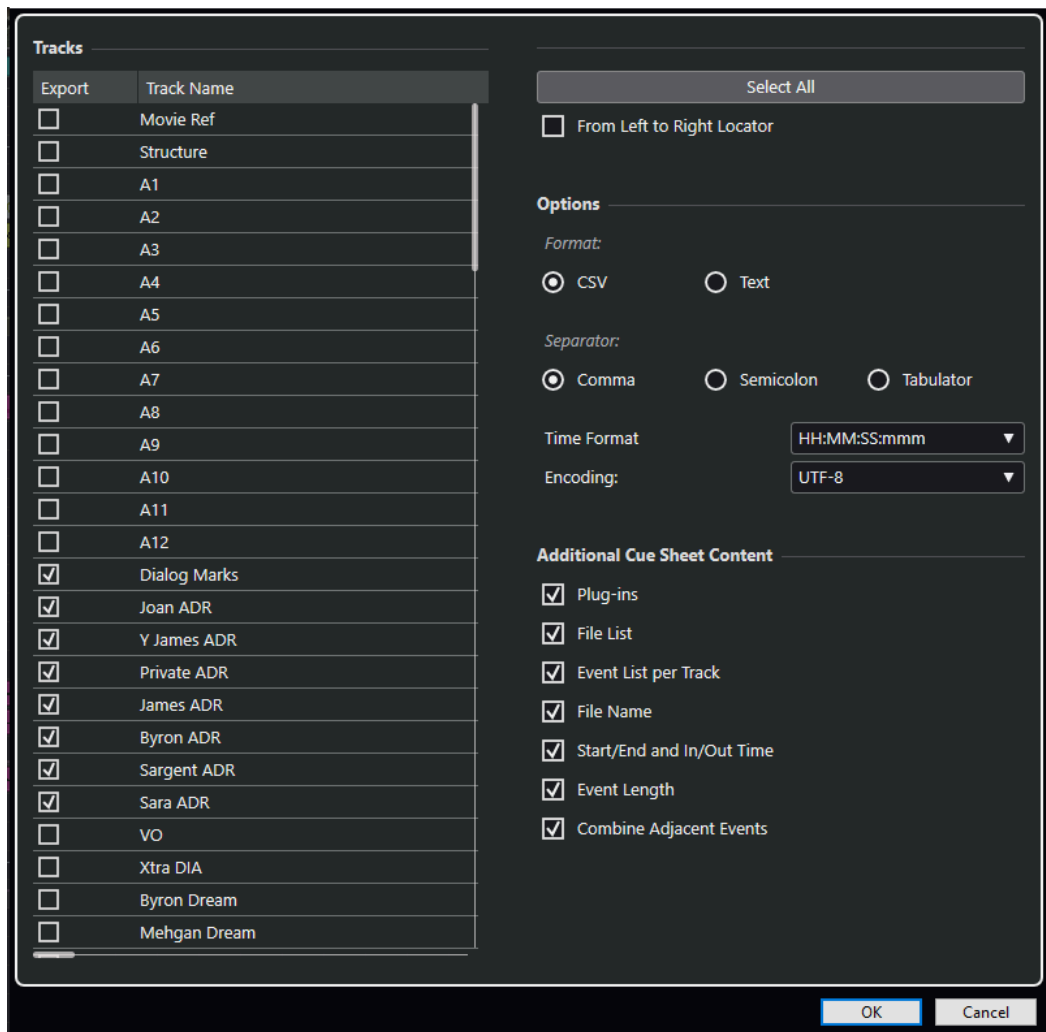 Tracks
Export Track Name
Movie Ref
Structure
A1
A2
A3
A4
A5
A6
A7
A8
A9
A10
A11
A12
Dialog Marks
Joan ADR
Y James ADR
Private ADR
James ADR
Byron ADR
Sargent ADR
Sara ADR
VO
Xtra DIA
Byron Dream
Mehgan Dream
Select All
From Left to Right Locator
Options
Format:
CSV Text
Separator:
Comma Semicolon Tabulator
Time Format HH:MM:SS:mmm
Encoding: UTF-8
Additional Cue Sheet Content
Plug-ins
File List
Event List per Track
File Name
Start/End and In/Out Time
Event Length
Combine Adjacent Events
OK Cancel